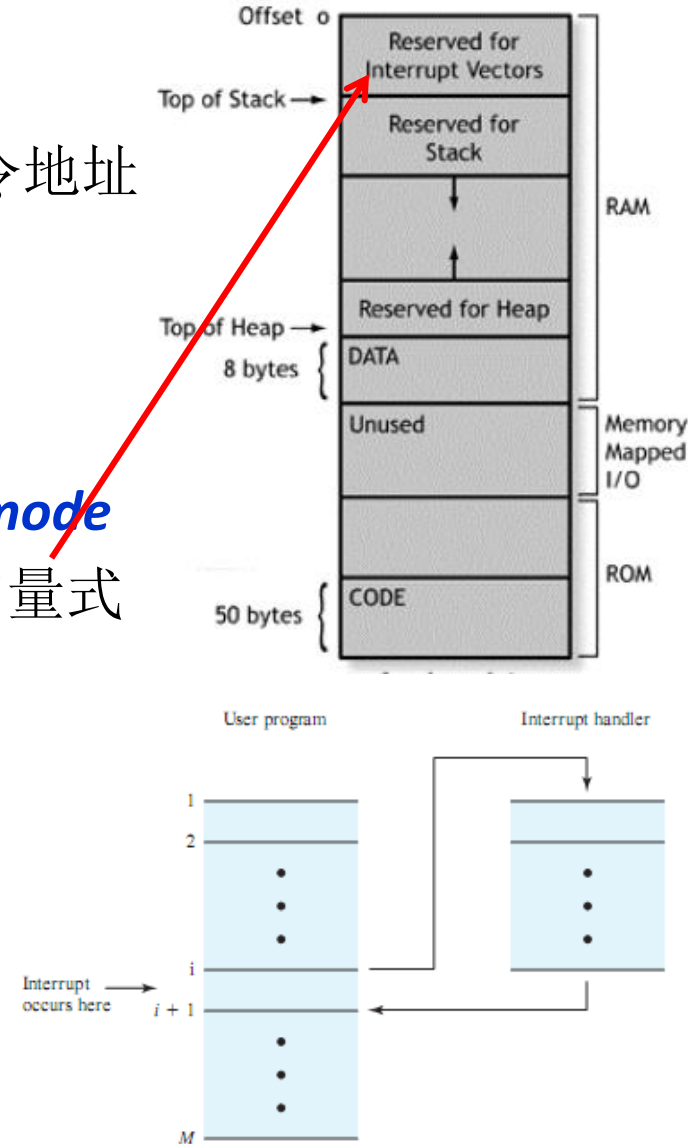 Offset o
Reserved for
Interrupt Vectors
Top of Stack
Reserved for
Stack
令地址
RAM
Reserved for Heap
Top of Heap
8 bytes
DATA
Unused
Memory
Mapped
I/O
mode
量式
ROM
50 bytes
CODE
User program
Interrupt handler
1
2
i
Interrupt
occurs here
i + 1
M